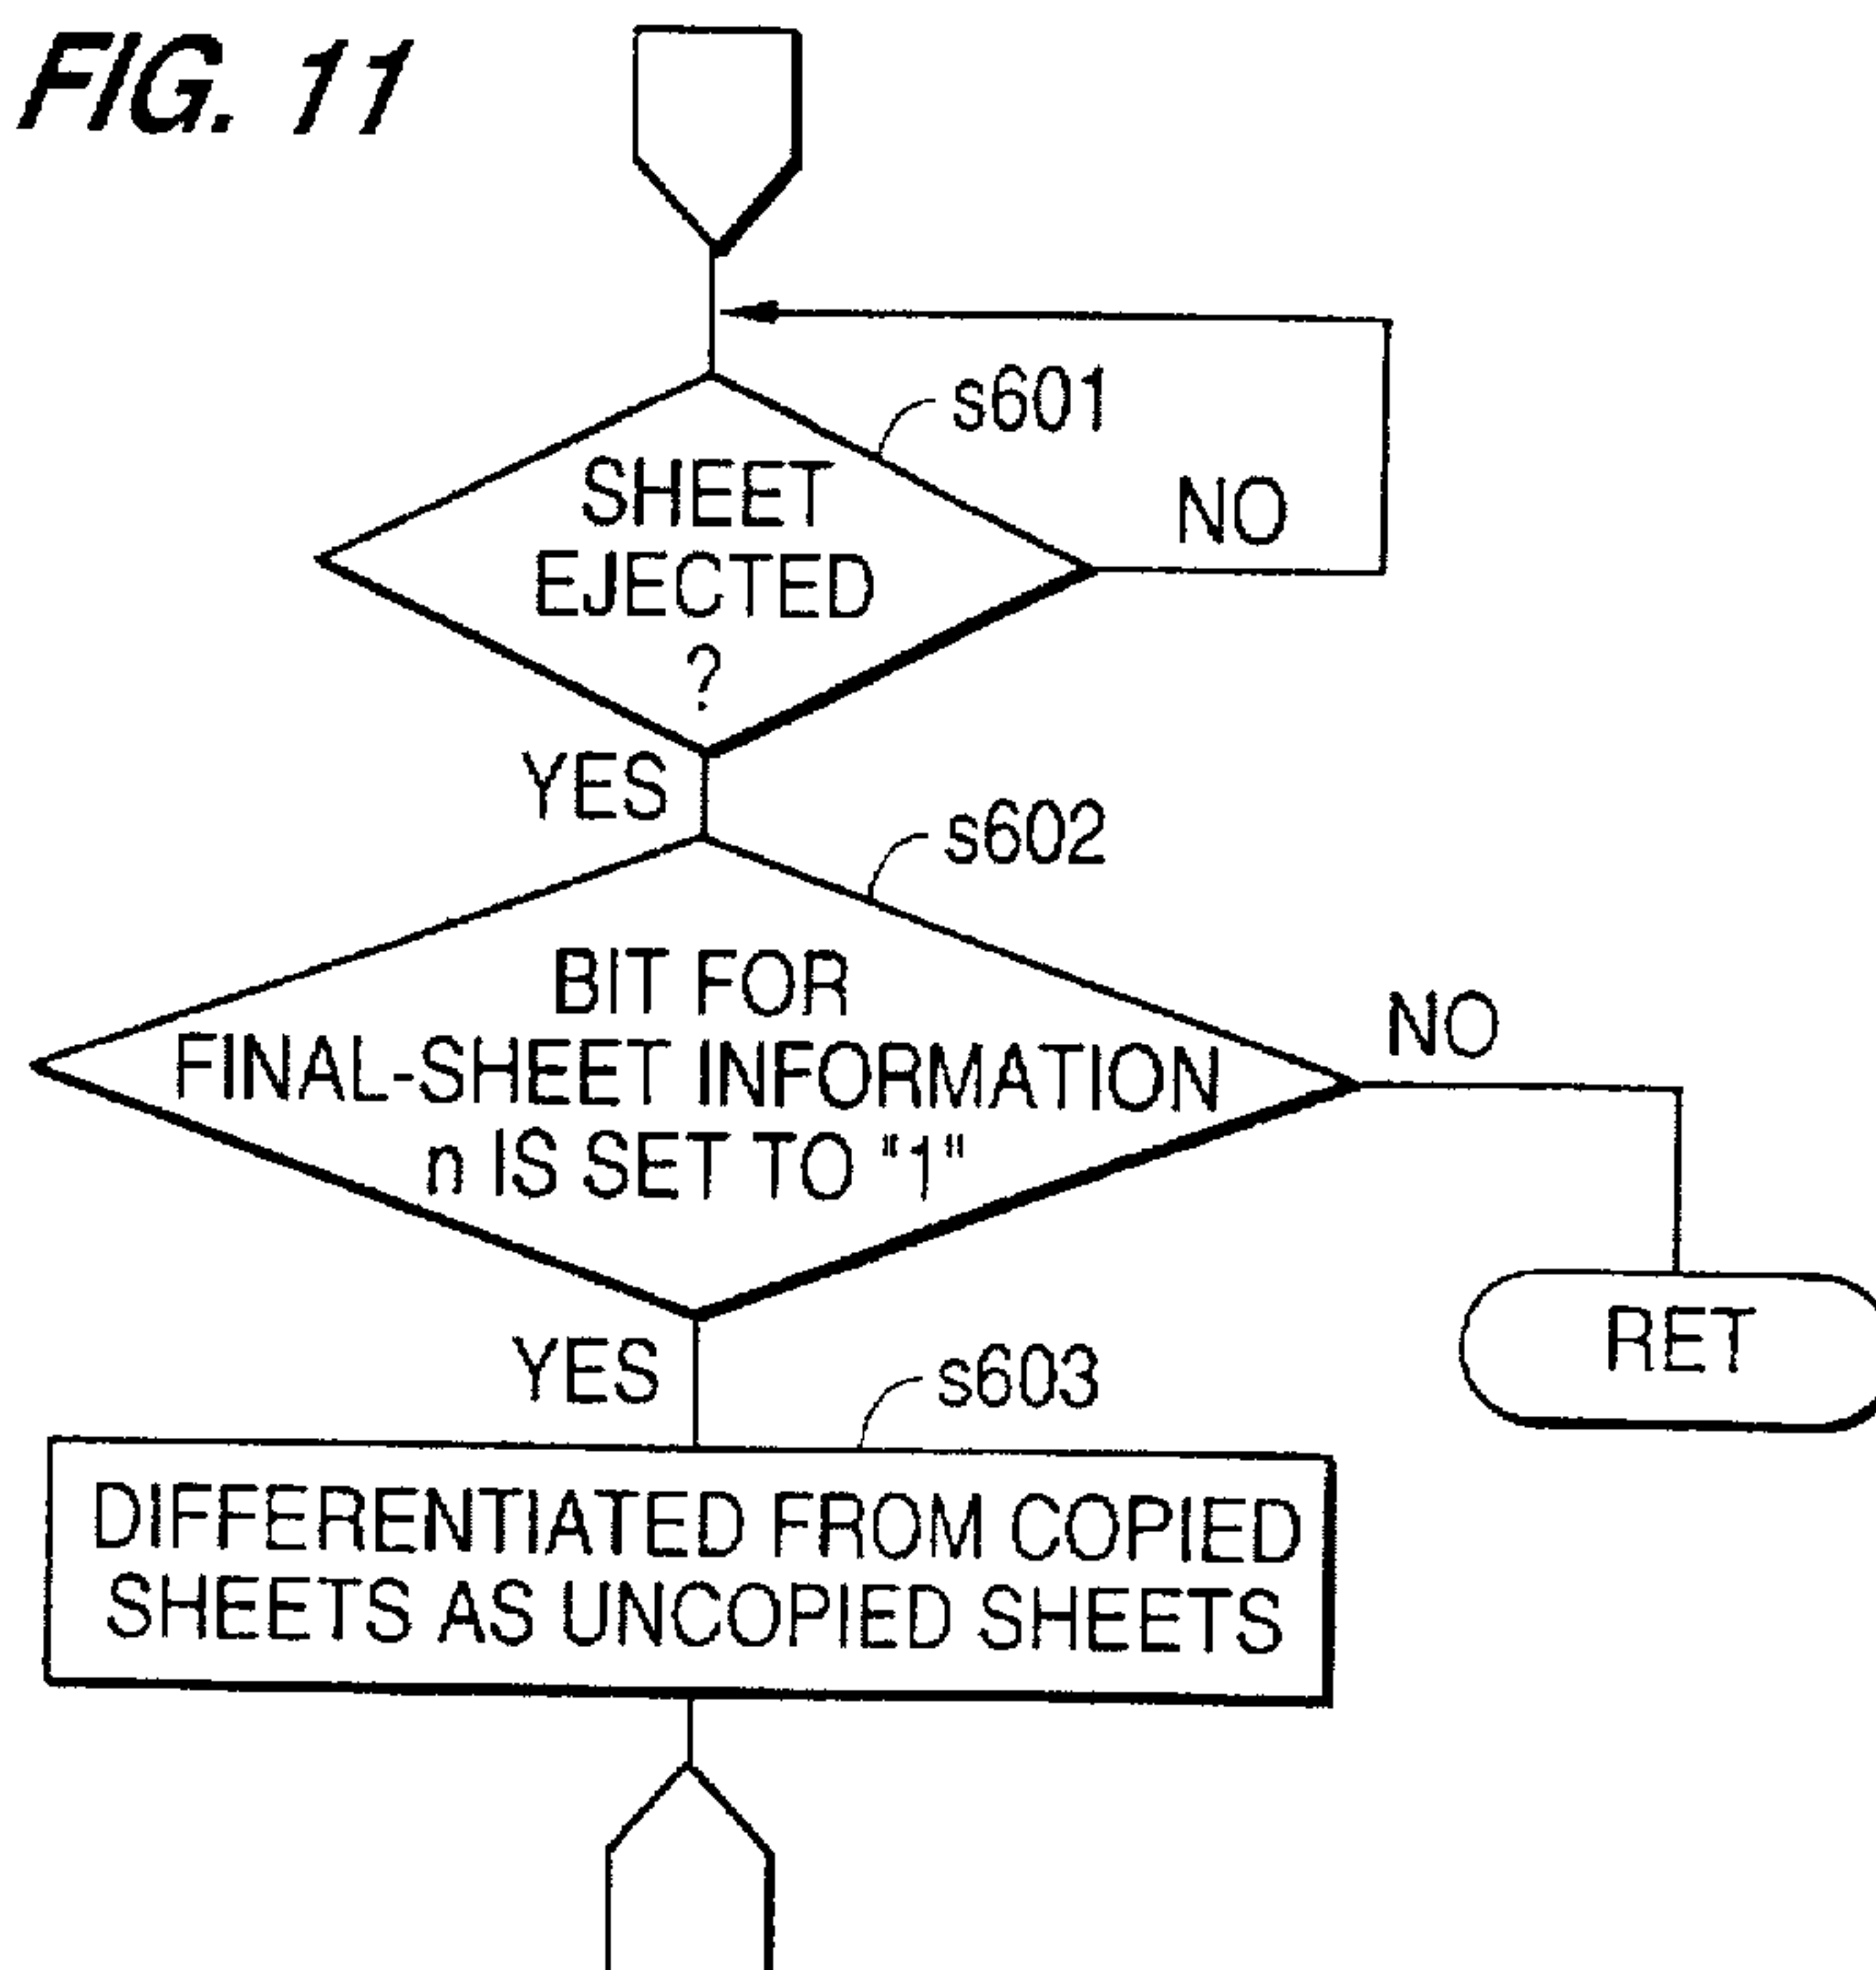 FIG. 11
s601
SHEET
EJECTED
?
NO
YES
s602
BIT FOR
FINAL-SHEET INFORMATION
n IS SET TO "1"
NO
RET
YES
s603
DIFFERENTIATED FROM COPIED
SHEETS AS UNCOPIED SHEETS